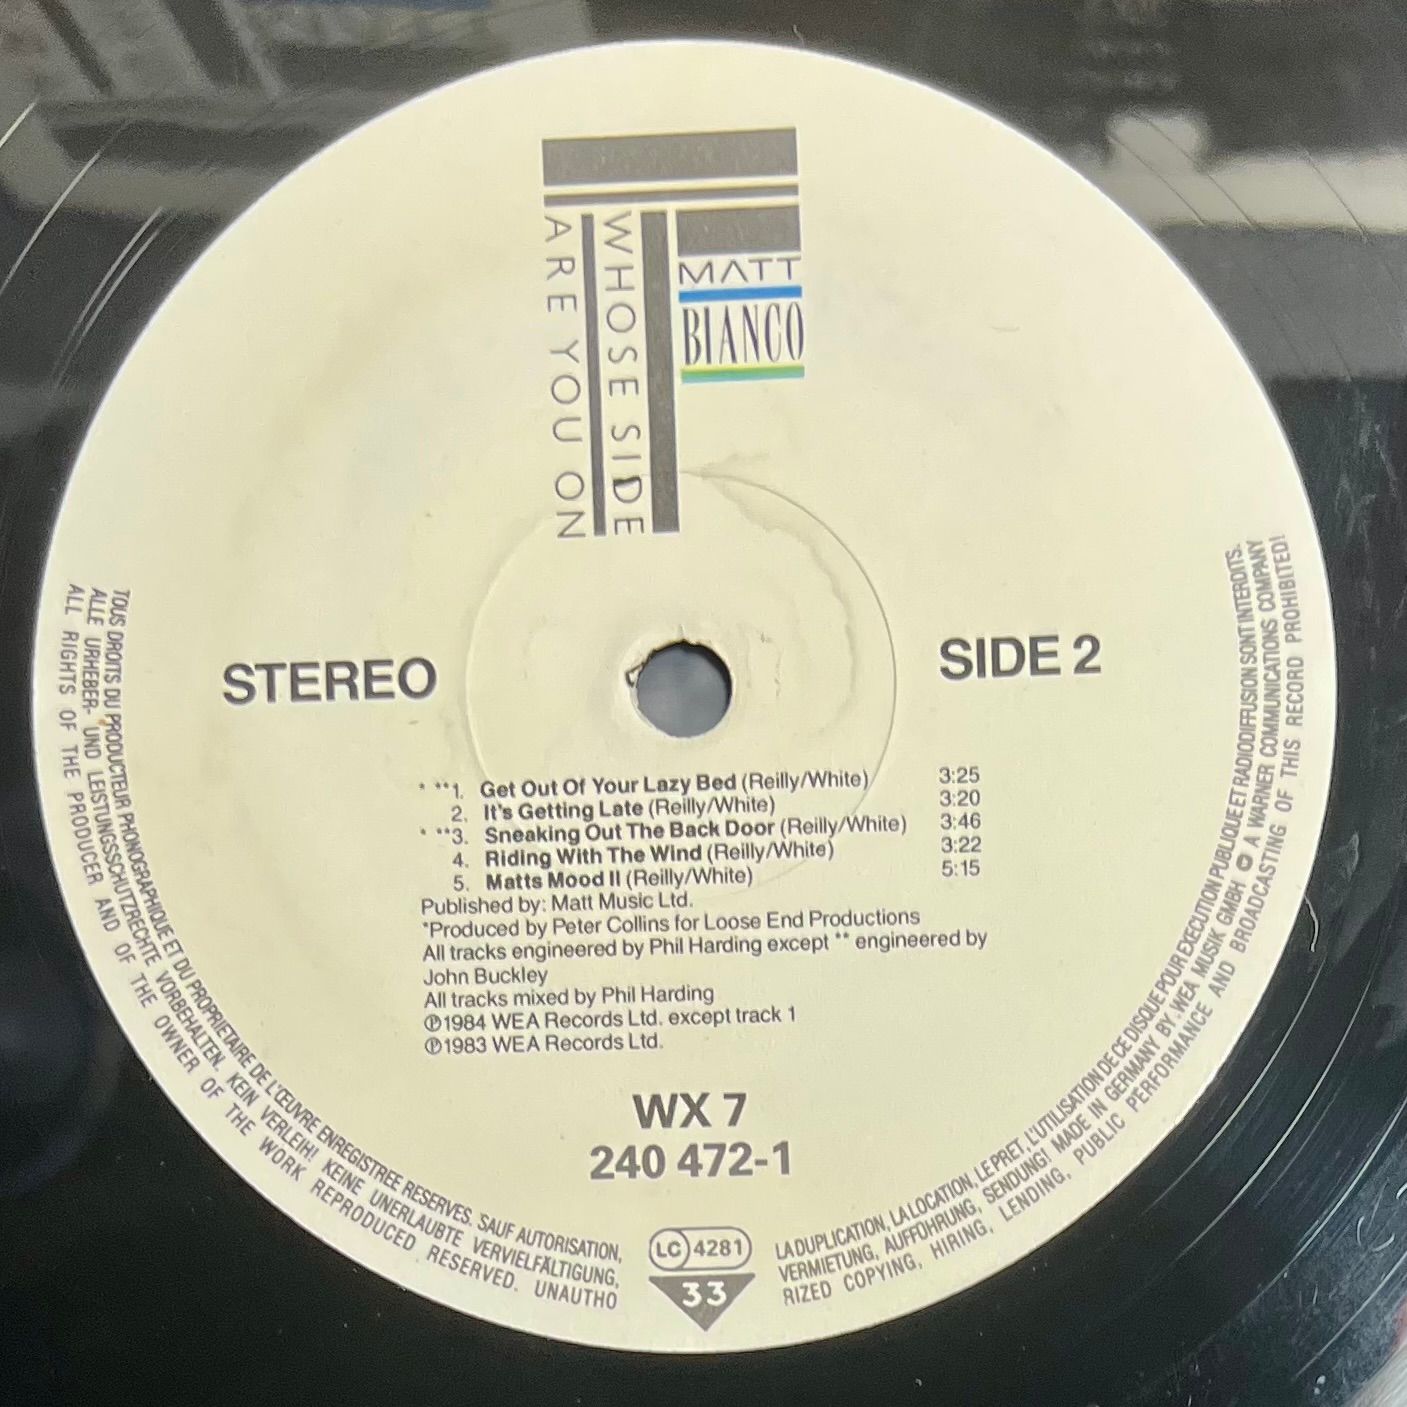 MATT
BIANCO
WHOSE SIDE
ARE YOU ON
STEREO
SIDE 2
* **1. Get Out Of Your Lazy Bed (Reilly/White) 3:25
2. It's Getting Late (Reilly/White) 3:20
* **3. Sneaking Out The Back Door (Reilly/White) 3:46
4. Riding With The Wind (Reilly/White) 3:22
5. Matts Mood II (Reilly/White) 5:15
Published by: Matt Music Ltd.
*Produced by Peter Collins for Loose End Productions
All tracks engineered by Phil Harding except ** engineered by
John Buckley
All tracks mixed by Phil Harding
℗1984 WEA Records Ltd. except track 1
℗1983 WEA Records Ltd.
WX 7
240 472-1
LC 4281
33
TOUS DROITS DU PRODUCTEUR PHONOGRAPHIQUE ET DU PROPRIETAIRE DE L'ŒUVRE ENREGISTREE RESERVES. SAUF AUTORISATION, LA DUPLICATION, LA LOCATION, LE PRET, L'UTILISATION DE CE DISQUE POUR EXECUTION PUBLIQUE ET RADIODIFFUSION SONT INTERDITS.
ALLE URHEBER- UND LEISTUNGSSCHUTZRECHTE VORBEHALTEN. KEIN VERLEIH! KEINE UNERLAUBTE VERVIELFÄLTIGUNG, VERMIETUNG, AUFFÜHRUNG, SENDUNG! MADE IN GERMANY BY WEA MUSIK GMBH A WARNER COMMUNICATIONS COMPANY
ALL RIGHTS OF THE PRODUCER AND OF THE OWNER OF THE WORK REPRODUCED RESERVED. UNAUTHORIZED COPYING, HIRING, LENDING, PUBLIC PERFORMANCE AND BROADCASTING OF THIS RECORD PROHIBITED!